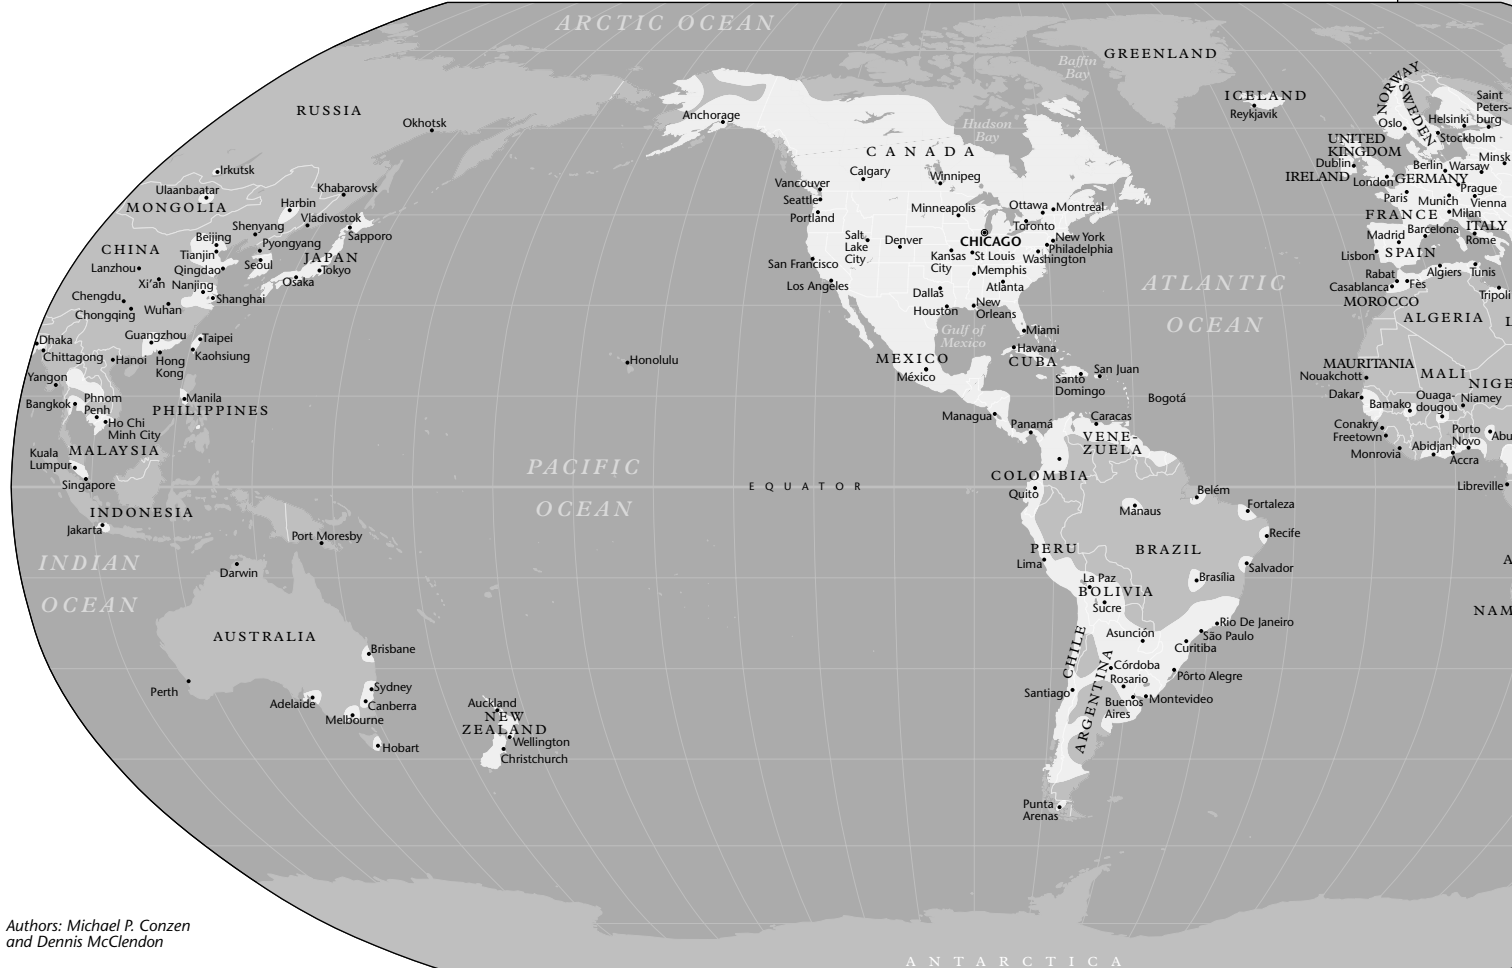 ARCTIC OCEAN
GREENLAND
Baffin
Bay
ICELAND
Reykjavik
NORWAY
SWEDEN
Saint
Peters-
burg
Oslo
Helsinki
Stockholm
RUSSIA
Okhotsk
Anchorage
Hudson
Bay
CANADA
UNITED
KINGDOM
Dublin
IRELAND
London
Berlin
Warsaw
Minsk
GERMANY
Prague
Paris
Munich
Vienna
FRANCE
Milan
Barcelona
ITALY
Rome
Madrid
SPAIN
Lisbon
Irkutsk
Ulaanbaatar
MONGOLIA
Khabarovsk
Harbin
Vladivostok
Shenyang
Sapporo
Beijing
Pyongyang
CHINA
Tianjin
JAPAN
Lanzhou
Qingdao
Seoul
Tokyo
Xi'an
Nanjing
Osaka
Chengdu
Shanghai
Chongqing
Wuhan
Calgary
Winnipeg
Vancouver
Seattle
Portland
Minneapolis
Ottawa
Montreal
Toronto
Salt
Lake
City
Denver
CHICAGO
New York
Philadelphia
Kansas
City
St Louis
Washington
San Francisco
Memphis
Los Angeles
Atlanta
Dallas
New
Orleans
Houston
ATLANTIC
OCEAN
Rabat
Algiers
Tunis
Casablanca
Fès
Tripoli
MOROCCO
ALGERIA
L
Dhaka
Guangzhou
Taipei
Chittagong
Hanoi
Hong
Kong
Kaohsiung
Yangon
Bangkok
Phnom
Penh
Manila
PHILIPPINES
Ho Chi
Minh City
MALAYSIA
Kuala
Lumpur
Singapore
INDONESIA
Jakarta
Honolulu
Gulf of
Mexico
Miami
MEXICO
México
Havana
CUBA
Santo
Domingo
San Juan
Bogotá
Managua
Panamá
Caracas
VENE-
ZUELA
COLOMBIA
Quito
MAURITANIA
Nouakchott
MALI
NIGE
Dakar
Bamako
Ouaga-
dougou
Niamey
Conakry
Freetown
Porto
Novo
Abu
Monrovia
Abidjan
Accra
Libreville
PACIFIC
OCEAN
EQUATOR
Belém
Manaus
Fortaleza
Recife
PERU
Lima
BRAZIL
Salvador
La Paz
Brasília
BOLIVIA
Sucre
A
NAM
INDIAN
OCEAN
Port Moresby
Darwin
AUSTRALIA
Brisbane
Perth
Adelaide
Sydney
Canberra
Melbourne
Hobart
Auckland
NEW
ZEALAND
Wellington
Christchurch
Rio De Janeiro
Asunción
São Paulo
Curitiba
CHILE
Córdoba
Rosario
Pôrto Alegre
Santiago
ARGENTINA
Buenos
Aires
Montevideo
Punta
Arenas
Authors: Michael P. Conzen
and Dennis McClendon
ANTARCTICA